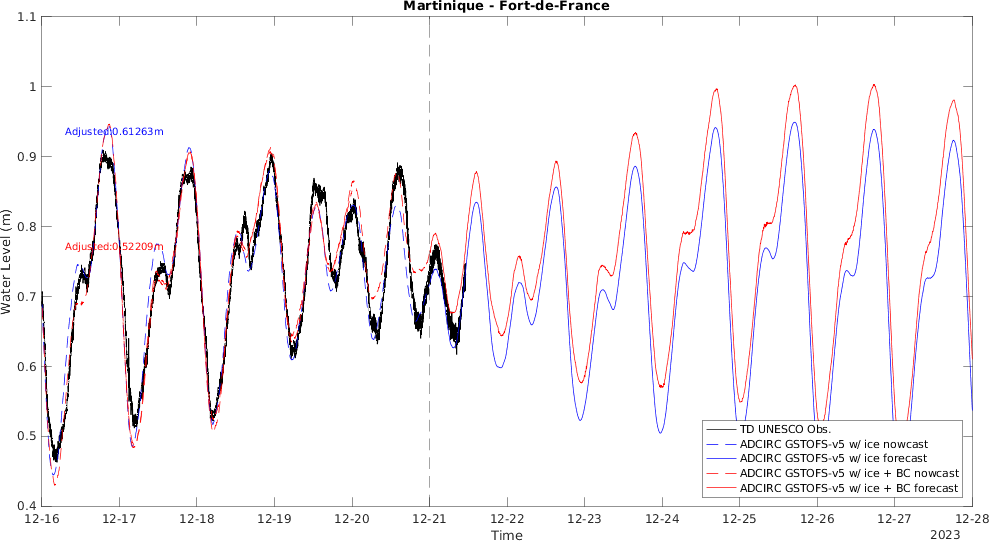 Martinique - Fort-de-France
1.1
1
0.9
0.8
0.7
0.6
0.5
0.4
Water Level (m)
Adjusted:0.61263m
Adjusted:0.52209m
TD UNESCO Obs.
ADCIRC GSTOFS-v5 w/ ice nowcast
ADCIRC GSTOFS-v5 w/ ice forecast
ADCIRC GSTOFS-v5 w/ ice + BC nowcast
ADCIRC GSTOFS-v5 w/ ice + BC forecast
12-16 12-17 12-18 12-19 12-20 12-21 12-22 12-23 12-24 12-25 12-26 12-27 12-28
Time
2023